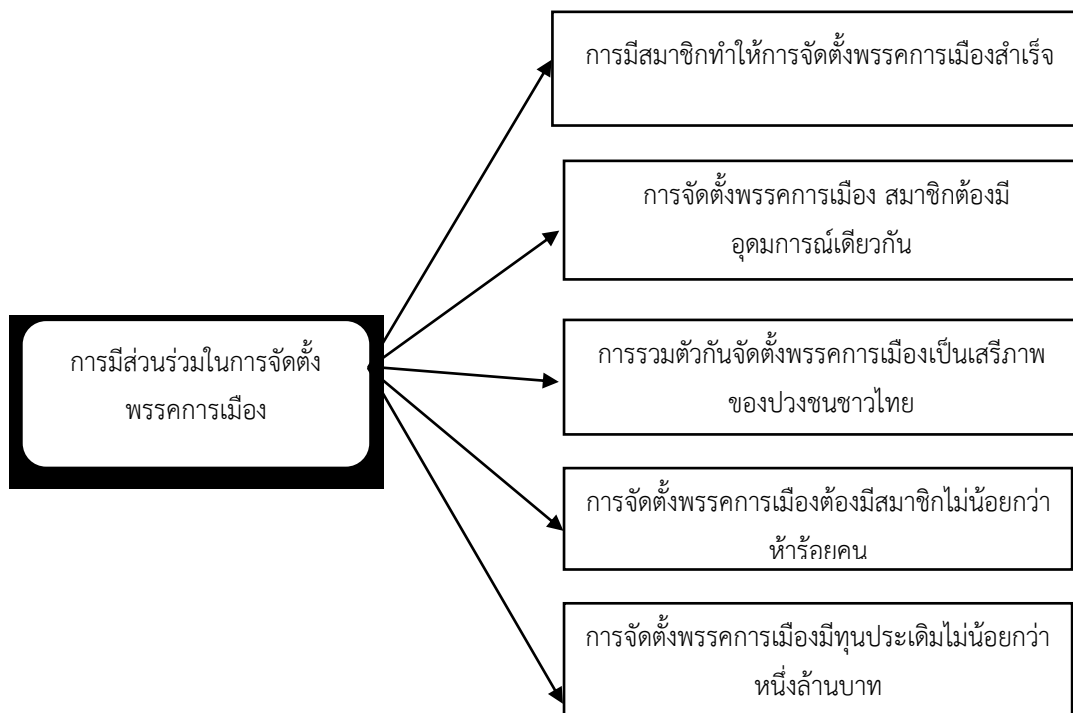 การมีสมาชิกทำให้การจัดตั้งพรรคการเมืองสำเร็จ
การจัดตั้งพรรคการเมือง สมาชิกต้องมี
อุดมการณ์เดียวกัน
การมีส่วนร่วมในการจัดตั้ง
พรรคการเมือง
การรวมตัวกันจัดตั้งพรรคการเมืองเป็นเสรีภาพ
ของปวงชนชาวไทย
การจัดตั้งพรรคการเมืองต้องมีสมาชิกไม่น้อยกว่า
ห้าร้อยคน
การจัดตั้งพรรคการเมืองมีทุนประเดิมไม่น้อยกว่า
หนึ่งล้านบาท